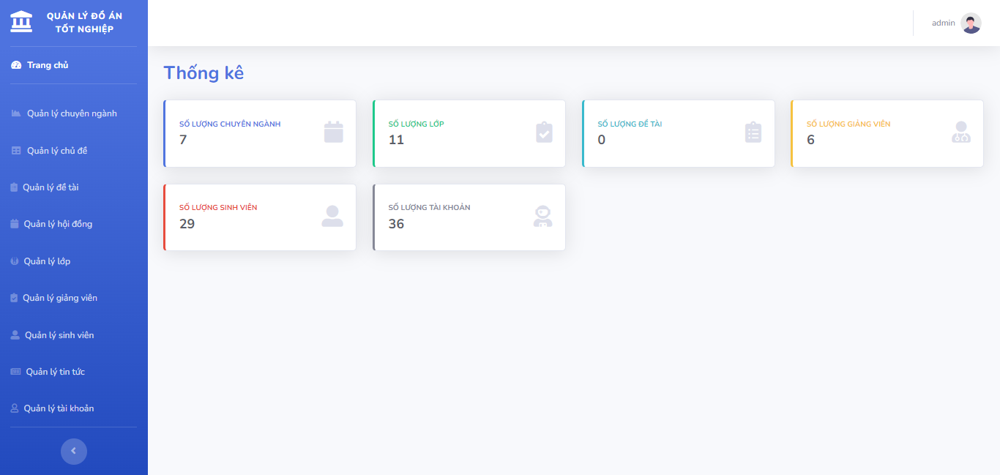 QUẢN LÝ ĐỒ ÁN
TỐT NGHIỆP
Trang chủ
Quản lý chuyên ngành
Quản lý chủ đề
Quản lý đề tài
Quản lý hội đồng
Quản lý lớp
Quản lý giảng viên
Quản lý sinh viên
Quản lý tin tức
Quản lý tài khoản
admin
Thống kê
SỐ LƯỢNG CHUYÊN NGÀNH
7
SỐ LƯỢNG LỚP
11
SỐ LƯỢNG ĐỀ TÀI
0
SỐ LƯỢNG GIẢNG VIÊN
6
SỐ LƯỢNG SINH VIÊN
29
SỐ LƯỢNG TÀI KHOẢN
36